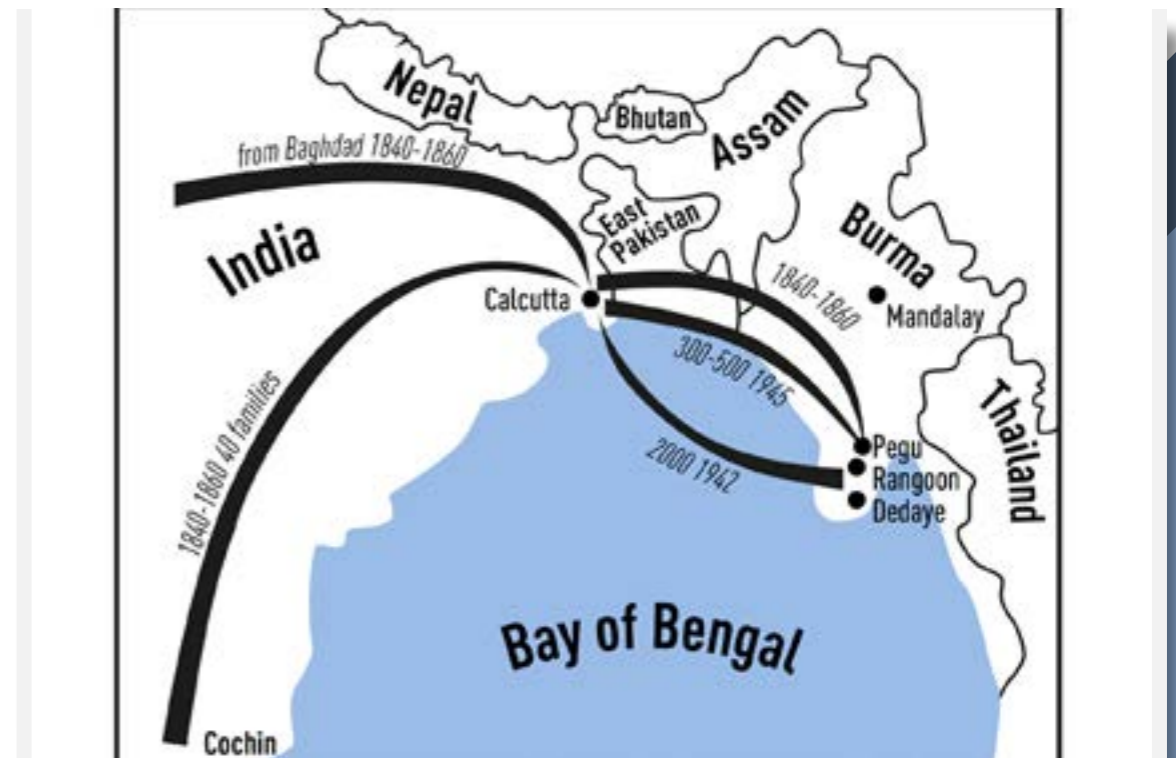 Nepal
Bhutan
Assam
from Baghdad 1840-1860
East
Pakistan
India
Burma
1840-1860
Calcutta
Mandalay
300-500 1945
Thailand
1840-1860 40 families
2000 1942
Pegu
Rangoon
Dedaye
Bay of Bengal
Cochin